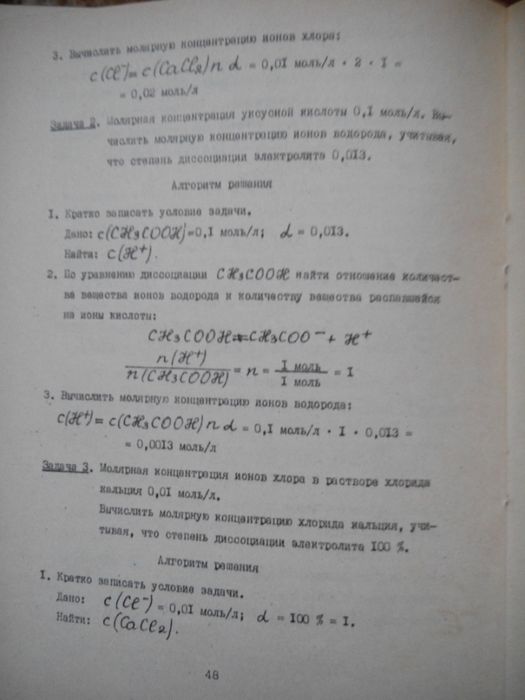 3. Вычислить молярную концентрацию ионов хлора:
c(Cl⁻) = c(CaCl₂) n α = 0,01 моль/л · 2 · 1 =
= 0,02 моль/л
Задача 2. Молярная концентрация уксусной кислоты 0,1 моль/л. Вы-
числить молярную концентрацию ионов водорода, учитывая,
что степень диссоциации электролита 0,013.
Алгоритм решения
1. Кратко записать условие задачи.
Дано: c(CH₃COOH) = 0,1 моль/л; α = 0,013.
Найти: c(H⁺).
2. По уравнению диссоциации CH₃COOH найти отношение количест-
ва вещества ионов водорода к количеству вещества распавшейся
на ионы кислоты:
CH₃COOH ⇌ CH₃COO⁻ + H⁺
n(H⁺) / n(CH₃COOH) = n = 1 моль / 1 моль = 1
3. Вычислить молярную концентрацию ионов водорода:
c(H⁺) = c(CH₃COOH) n α = 0,1 моль/л · 1 · 0,013 =
= 0,0013 моль/л
Задача 3. Молярная концентрация ионов хлора в растворе хлорида
кальция 0,01 моль/л.
Вычислить молярную концентрацию хлорида кальция, учи-
тывая, что степень диссоциации электролита 100 %.
Алгоритм решения
1. Кратко записать условие задачи.
Дано: c(Cl⁻) = 0,01 моль/л; α = 100 % = 1.
Найти: c(CaCl₂).
48